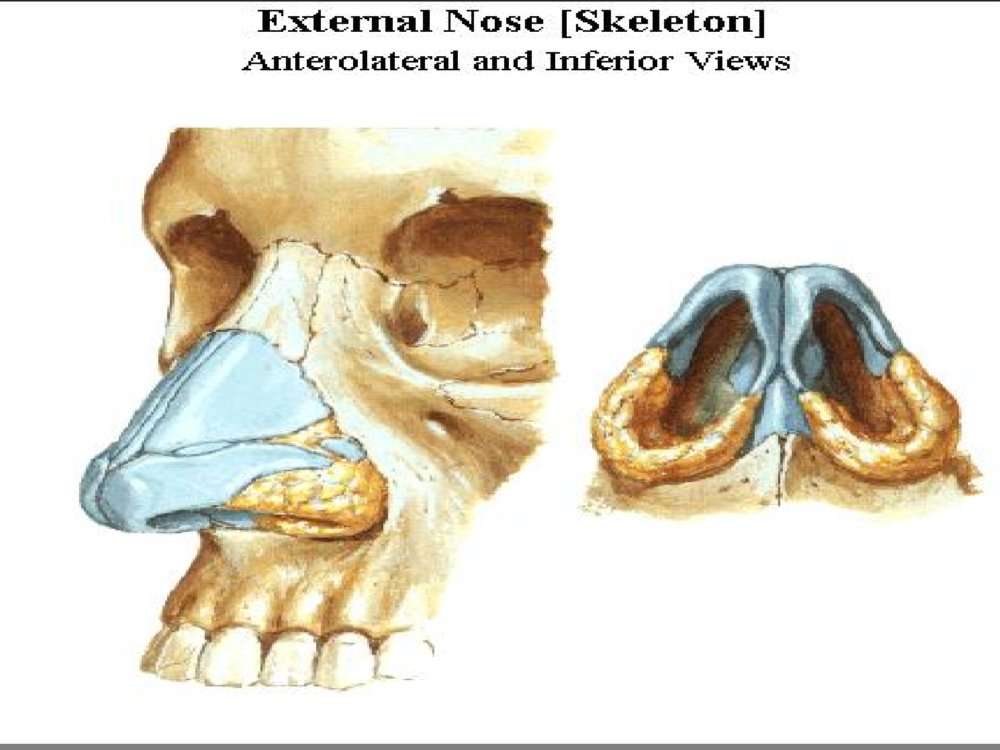 External Nose [Skeleton]
Anterolateral and Inferior Views